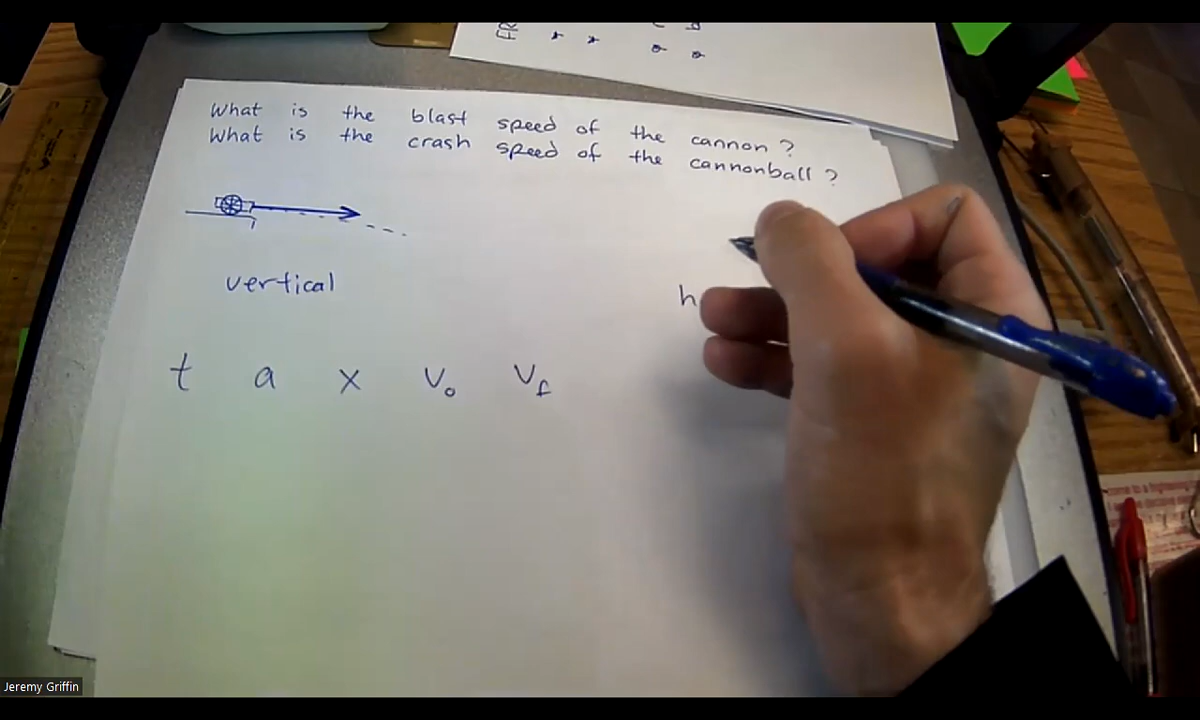 What is the blast speed of the cannon?
What is the crash speed of the cannonball?
vertical
h
t a x v₀ v_f
Jeremy Griffin